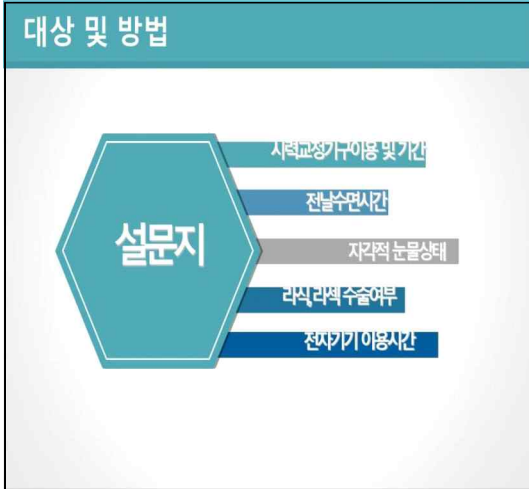 대상 및 방법
설문지
시력교정기구이용 및 기간
전날수면시간
자각적 눈물상태
라식,라섹 수술여부
전자기기 이용시간